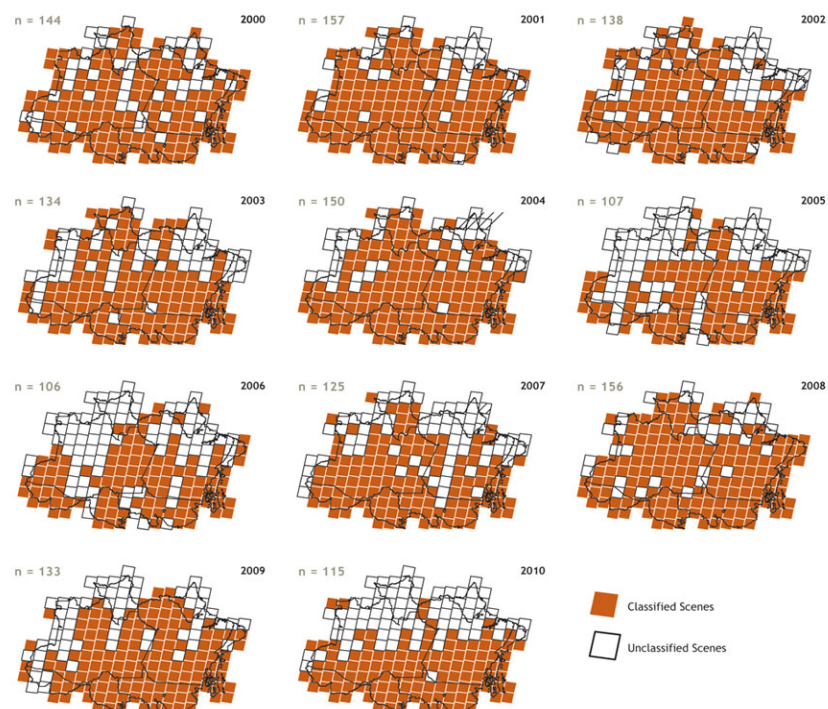 n = 144 2000
n = 157 2001
n = 138 2002
n = 134 2003
n = 150 2004
n = 107 2005
n = 106 2006
n = 125 2007
n = 156 2008
n = 133 2009
n = 115 2010
Classified Scenes
Unclassified Scenes